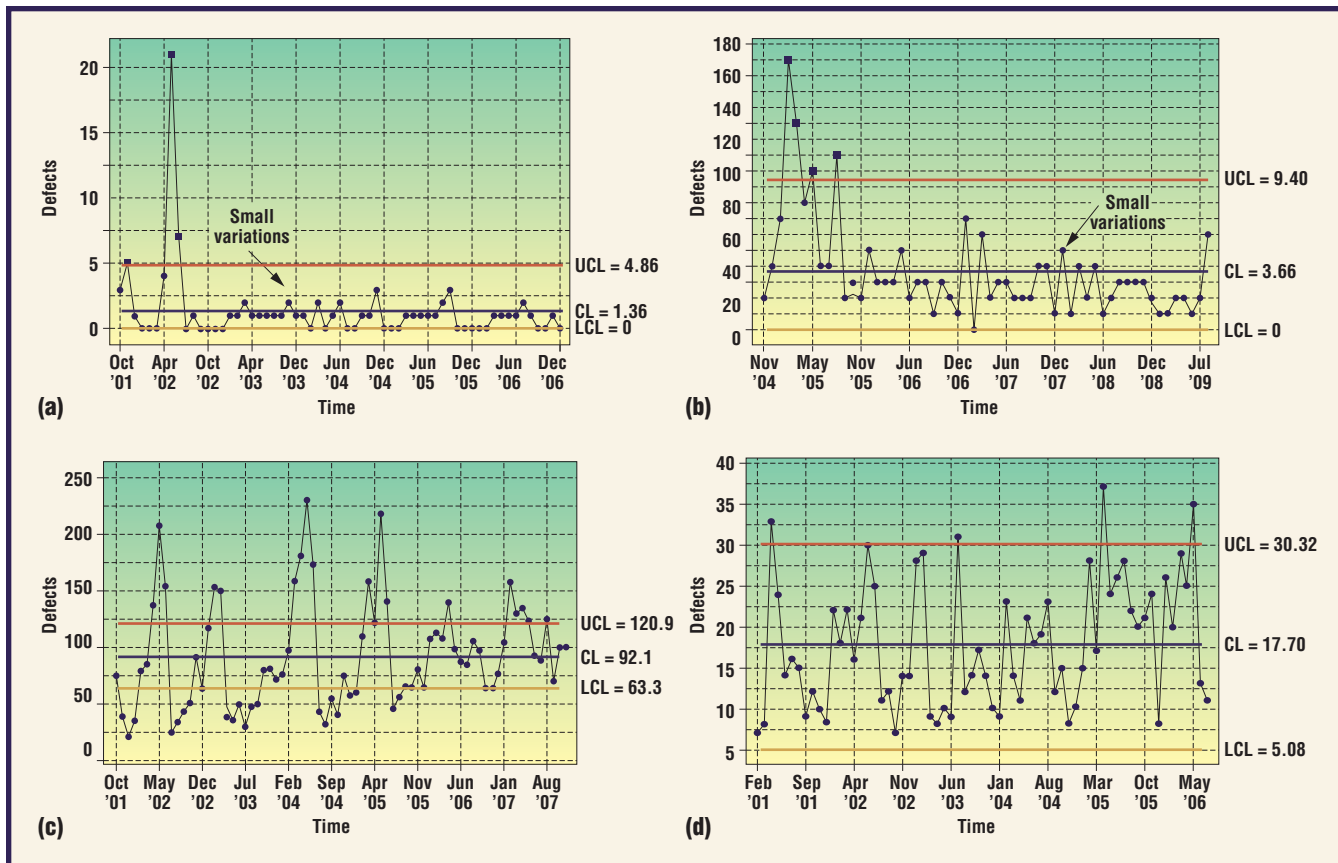 20
15
10
5
0
Defects
Small
variations
UCL = 4.86
CL = 1.36
LCL = 0
Oct Apr Oct Apr Dec Jun Dec Jun Dec Jun Dec
’01 ’02 ’02 ’03 ’03 ’04 ’04 ’05 ’05 ’06 ’06
Time
(a)
180
160
140
120
100
80
60
40
20
0
Defects
Small
variations
UCL = 9.40
CL = 3.66
LCL = 0
Nov May Nov Jun Dec Jun Dec Jun Dec Jul
’04 ’05 ’05 ’06 ’06 ’07 ’07 ’08 ’08 ’09
Time
(b)
250
200
150
100
50
0
Defects
UCL = 120.9
CL = 92.1
LCL = 63.3
Oct May Dec Jul Feb Sep Apr Jun Jan Aug
’01 ’02 ’02 ’03 ’04 ’04 ’05 ’06 ’07 ’07
Time
(c)
40
35
30
25
20
15
10
5
Defects
UCL = 30.32
CL = 17.70
LCL = 5.08
Feb Sep Apr Nov Jun Jan Aug Mar Oct May
’01 ’01 ’02 ’02 ’03 ’04 ’04 ’05 ’05 ’06
Time
(d)